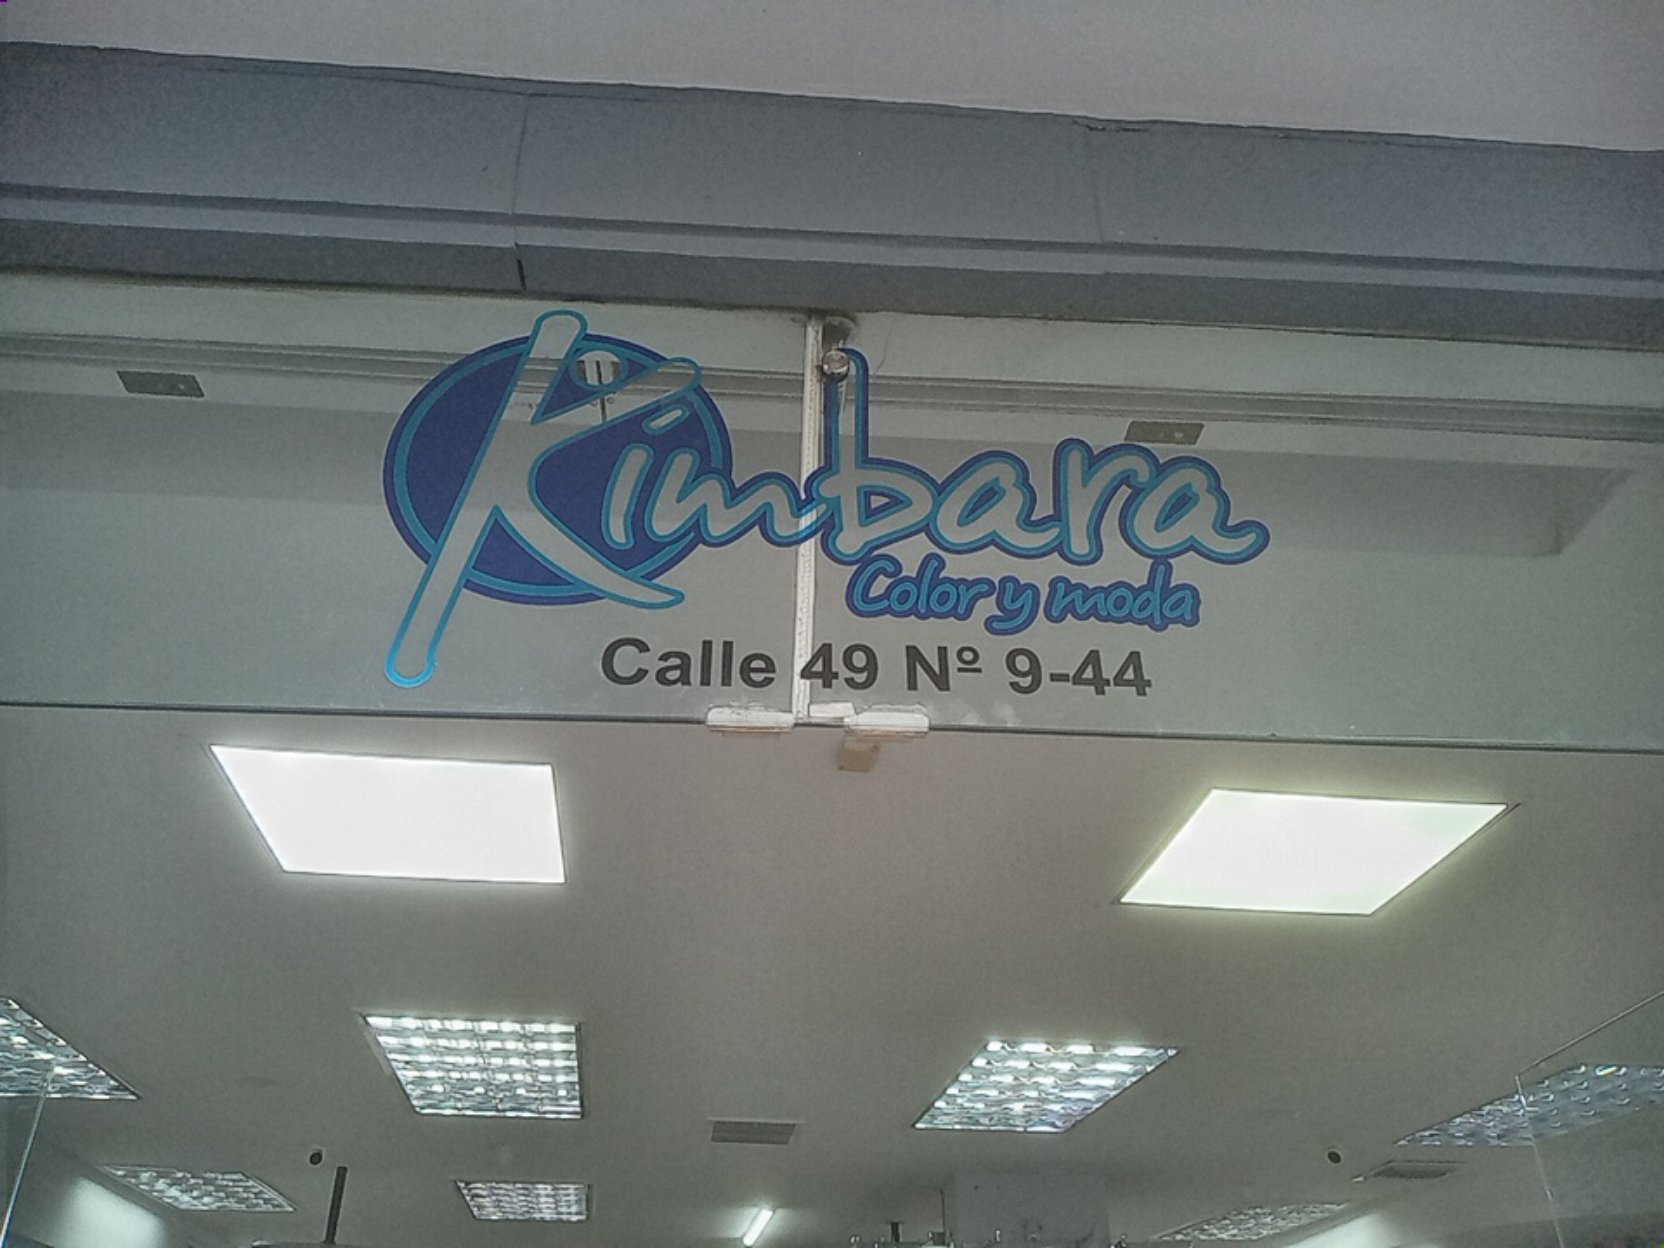 Kimbara
Color y moda
Calle 49 Nº 9-44